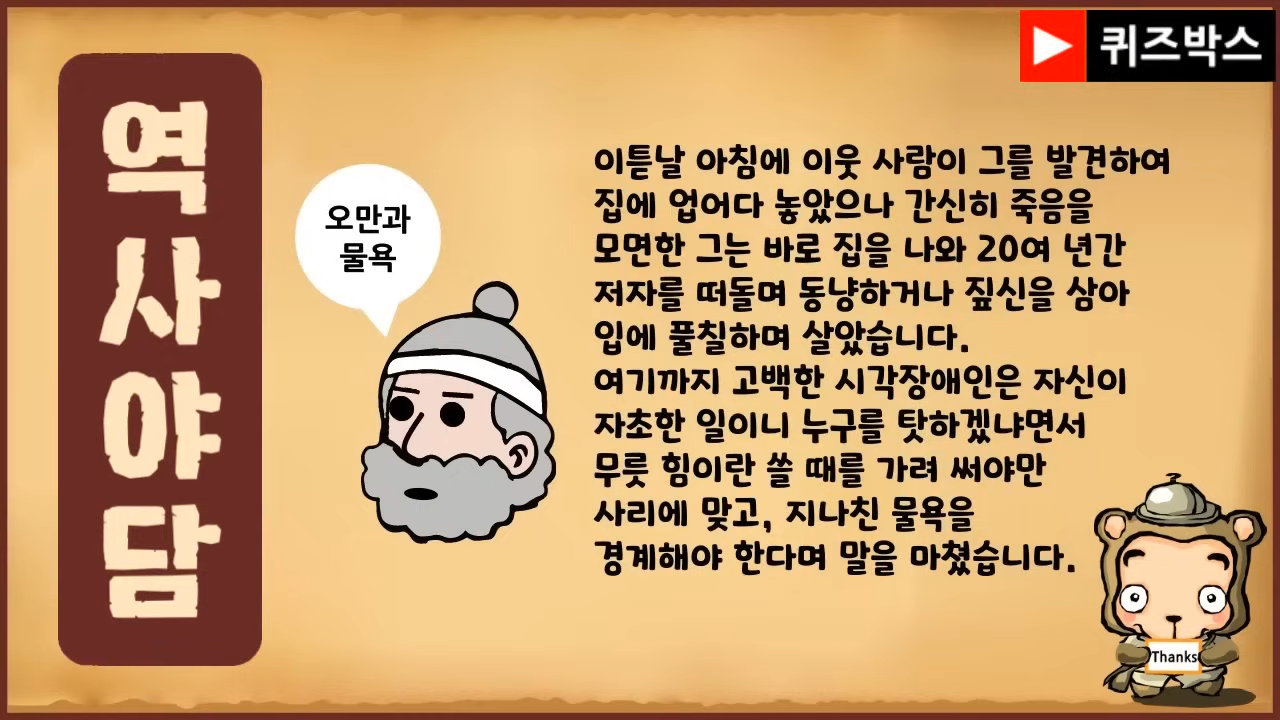 퀴즈박스
역사야담
오만과
물욕
이튿날 아침에 이웃 사람이 그를 발견하여
집에 업어다 놓았으나 간신히 죽음을
모면한 그는 바로 집을 나와 20여 년간
저자를 떠돌며 동냥하거나 짚신을 삼아
입에 풀칠하며 살았습니다.
여기까지 고백한 시각장애인은 자신이
자초한 일이니 누구를 탓하겠냐면서
무릇 힘이란 쓸 때를 가려 써야만
사리에 맞고, 지나친 물욕을
경계해야 한다며 말을 마쳤습니다.
Thanks